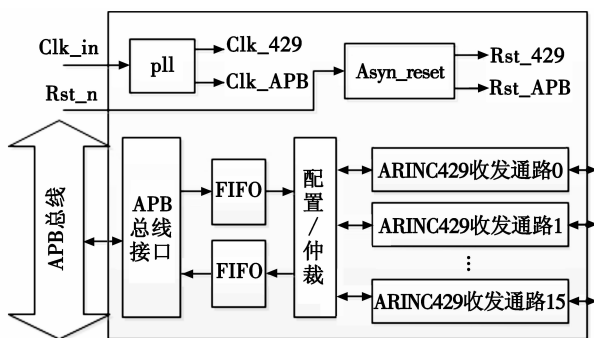 Clk_in
pll
Clk_429
Clk_APB
Rst_n
Asyn_reset
Rst_429
Rst_APB
APB总线
APB
总线
接口
FIFO
FIFO
配
置
/
仲
裁
ARINC429收发通路0
ARINC429收发通路1
⋮
ARINC429收发通路15